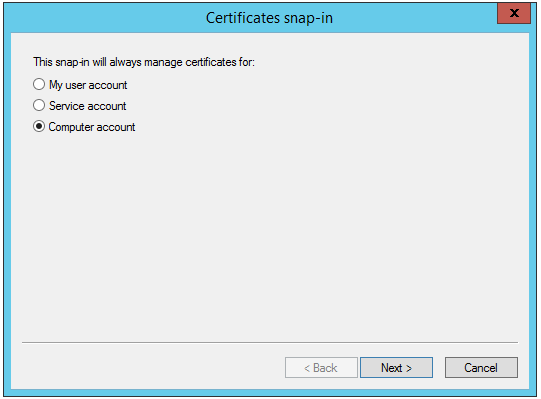 Certificates snap-in
x
This snap-in will always manage certificates for:
My user account
Service account
Computer account
< Back
Next >
Cancel